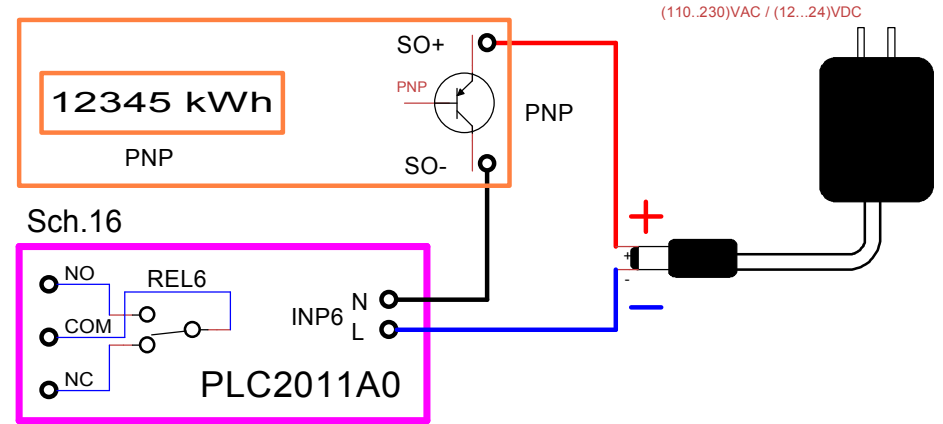 (110..230)VAC / (12...24)VDC
SO+
PNP
12345 kWh
PNP
PNP
SO-
Sch.16
+
NO
REL6
+
-
N
INP6
COM
L
NC
PLC2011A0